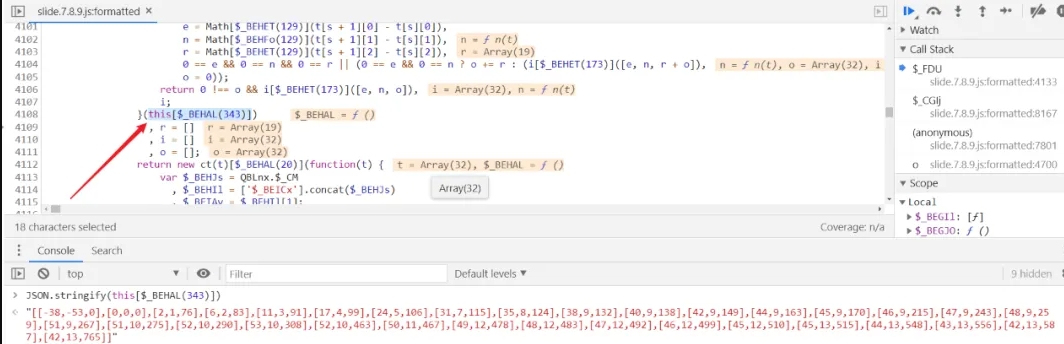 slide.7.8.9.js:formatted ×
4101 e = Math[$_BEHET(129)](t[s + 1][0] - t[s][0]),
4102 n = Math[$_BEHFo(129)](t[s + 1][1] - t[s][1]), n = ƒ n(t)
4103 r = Math[$_BEHET(129)](t[s + 1][2] - t[s][2]), r = Array(19)
4104 0 == e && 0 == n && 0 == r || (0 == e && 0 == n ? o += r : (i[$_BEHET(173)]([e, n, r + o]), n = ƒ n(t), o = Array(32), i
4105 o = 0));
4106 return 0 !== o && i[$_BEHET(173)]([e, n, o]), i = Array(32), n = ƒ n(t)
4107 i;
4108 }(this[$_BEHAL(343)]) $_BEHAL = ƒ ()
4109 , r = [] r = Array(19)
4110 , i = [] i = Array(32)
4111 , o = []; o = Array(32)
4112 return new ct(t)[$_BEHAL(20)](function(t) { t = Array(32), $_BEHAL = ƒ ()
4113 var $_BEHJs = QBLnx.$_CM
4114 , $_BEHIl = ['$_BEICx'].concat($_BEHJs)
4115 , $_BEIAv = $_BEHIl[1];
4116
Array(32)
18 characters selected
Coverage: n/a
Watch
Call Stack
$_FDU
slide.7.8.9.js:formatted:4133
$_CGIj
slide.7.8.9.js:formatted:8167
(anonymous)
slide.7.8.9.js:formatted:7801
o slide.7.8.9.js:formatted:4700
Scope
Local
$_BEGIl: [ƒ]
$_BEGJO: ƒ ()
Console Search
top Filter Default levels 9 hidden
JSON.stringify(this[$_BEHAL(343)])
"[[-38,-53,0],[0,0,0],[2,1,76],[6,2,83],[11,3,91],[17,4,99],[24,5,106],[31,7,115],[35,8,124],[38,9,132],[40,9,138],[42,9,149],[44,9,163],[45,9,170],[46,9,215],[47,9,243],[48,9,25
9],[51,9,267],[51,10,275],[52,10,290],[53,10,308],[52,10,463],[50,11,467],[49,12,478],[48,12,483],[47,12,492],[46,12,499],[45,12,510],[45,13,515],[44,13,548],[43,13,556],[42,13,58
7],[42,13,765]]"